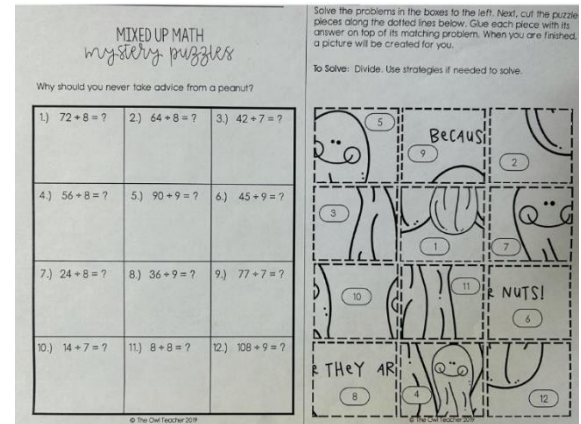 MIXED UP MATH
mystery puzzles
Why should you never take advice from a peanut?
1.) 72 ÷ 8 = ? 2.) 64 ÷ 8 = ? 3.) 42 ÷ 7 = ?
4.) 56 ÷ 8 = ? 5.) 90 ÷ 9 = ? 6.) 45 ÷ 9 = ?
7.) 24 ÷ 8 = ? 8.) 36 ÷ 9 = ? 9.) 77 ÷ 7 = ?
10.) 14 ÷ 7 = ? 11.) 8 ÷ 8 = ? 12.) 108 ÷ 9 = ?
© The Owl Teacher 2019
Solve the problems in the boxes to the left. Next, cut the puzzle
pieces along the dotted lines below. Glue each piece with its
answer on top of its matching problem. When you are finished,
a picture will be created for you.
To Solve: Divide. Use strategies if needed to solve.
5
BECAUS
9
2
3
1
7
10
11
E NUTS!
6
E THEY AR
8
4
12
© The Owl Teacher 2019